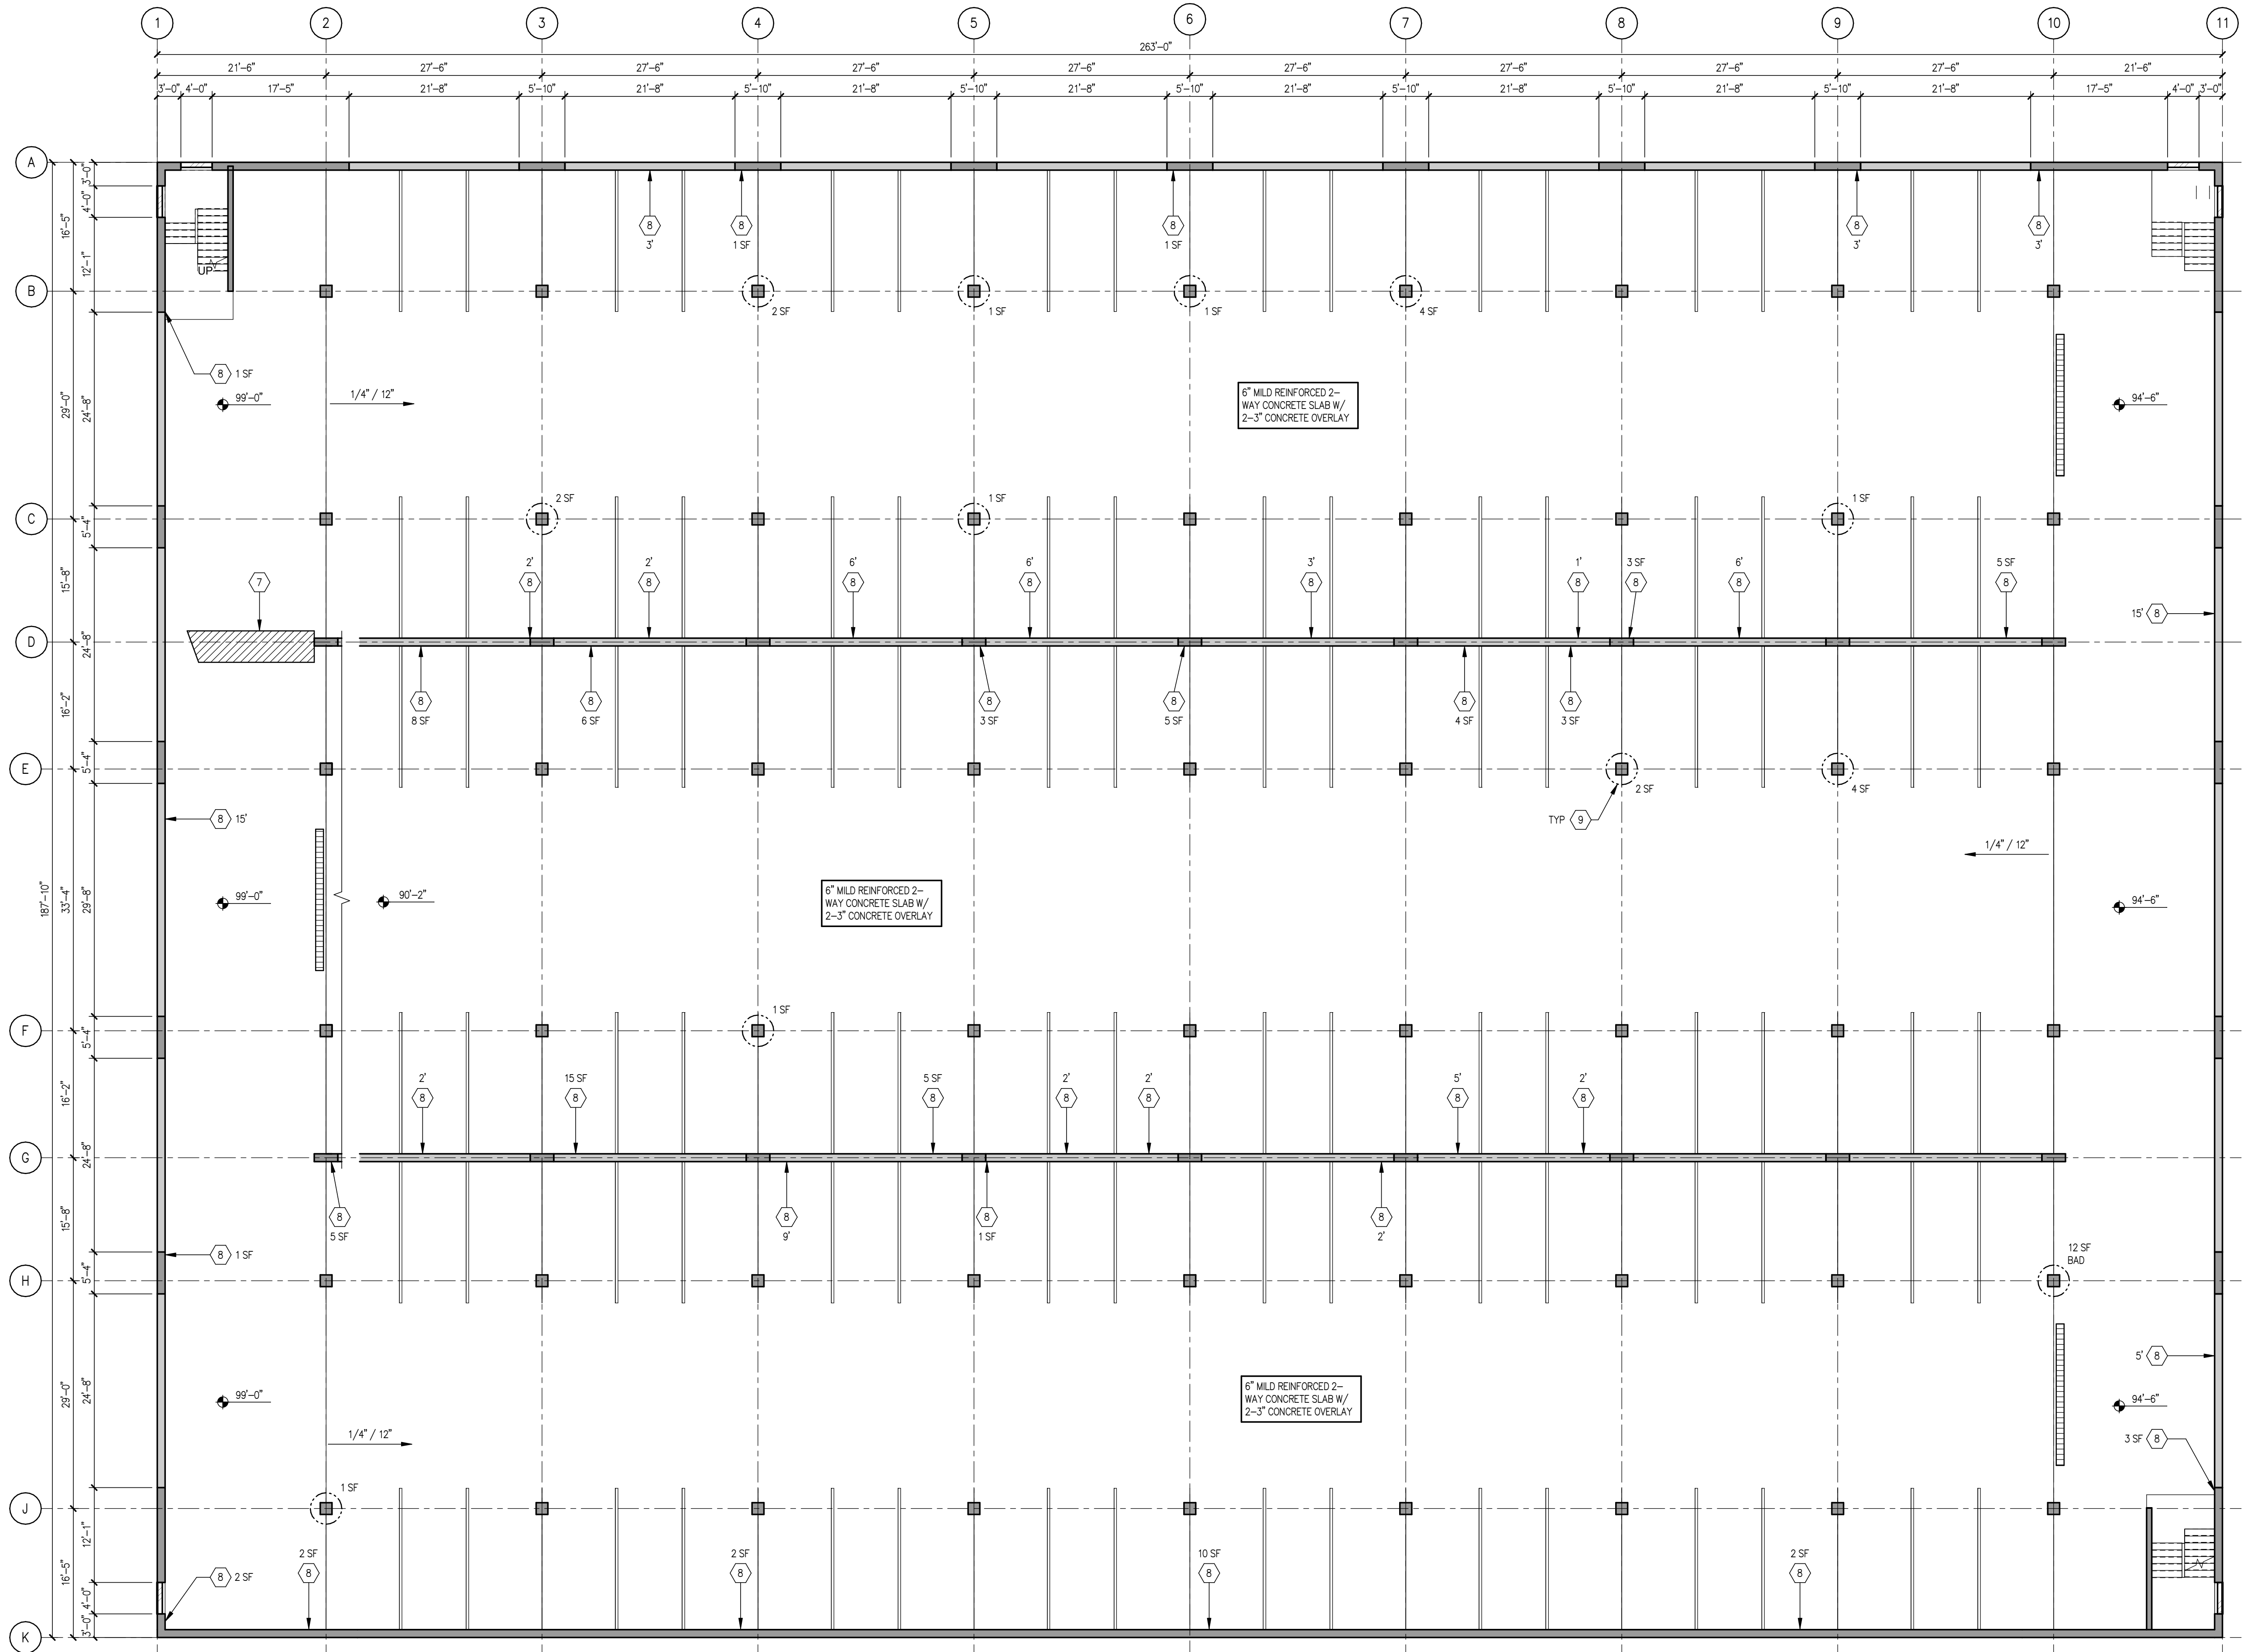 1 2 3 4 5 6 7 8 9 10 11
263'-0"
21'-6" 27'-6" 27'-6" 27'-6" 27'-6" 27'-6" 27'-6" 27'-6" 27'-6" 21'-6"
3'-0" 4'-0" 17'-5" 21'-8" 5'-10" 21'-8" 5'-10" 21'-8" 5'-10" 21'-8" 5'-10" 21'-8" 5'-10" 21'-8" 5'-10" 21'-8" 5'-10" 21'-8" 17'-5" 4'-0" 3'-0"
A
3'-0"
4'-0"
16'-5"
12'-1"
8 8 8 8 8
3' 1 SF 1 SF 3' 3'
UP
B
2 SF 1 SF 1 SF 4 SF
8 1 SF
99'-0"
1/4" / 12"
29'-0"
24'-8"
6" MILD REINFORCED 2-
WAY CONCRETE SLAB W/
2-3" CONCRETE OVERLAY
94'-6"
C
2 SF 1 SF 1 SF
5'-4"
15'-8"
2' 2' 6' 6' 3' 1' 3 SF 6' 5 SF
7 8 8 8 8 8 8 8 8 8
15' 8
D
24'-8"
16'-2"
8 8 8 8 8 8
8 SF 6 SF 3 SF 5 SF 4 SF 3 SF
E
5'-4"
2 SF 4 SF
8 15'
TYP 9
1/4" / 12"
187'-10"
33'-4"
29'-8"
99'-0"
90'-2"
6" MILD REINFORCED 2-
WAY CONCRETE SLAB W/
2-3" CONCRETE OVERLAY
94'-6"
F
1 SF
5'-4"
16'-2"
2' 15 SF 5 SF 2' 2' 5' 2'
8 8 8 8 8 8 8
G
24'-8"
15'-8"
8 8 8 8
5 SF 9' 1 SF 2'
8 1 SF
12 SF
BAD
H
5'-4"
5' 8
29'-0"
24'-8"
99'-0"
6" MILD REINFORCED 2-
WAY CONCRETE SLAB W/
2-3" CONCRETE OVERLAY
94'-6"
1/4" / 12"
3 SF 8
1 SF
J
12'-1"
16'-5"
2 SF 2 SF 10 SF 2 SF
8 2 SF 8 8 8 8
4'-0"
3'-0"
K